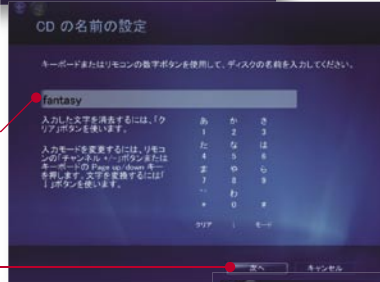 CD の名前の設定
キーボードまたはリモコンの数字ボタンを使用して、ディスクの名前を入力してください。
fantasy
入力した文字を消去するには、「ク
リア」ボタンを使います。
入力モードを変更するには、リモコ
ンの「チャンネル +/-」ボタンまたは
キーボードの Page up/down キー
を押します。文字を変換するには「
↓」ボタンを使います。
あ か さ
1 2 3
た な は
4 5 6
ま や ら
7 8 9
わ
* 0 #
クリア ↓ モード
次へ キャンセル